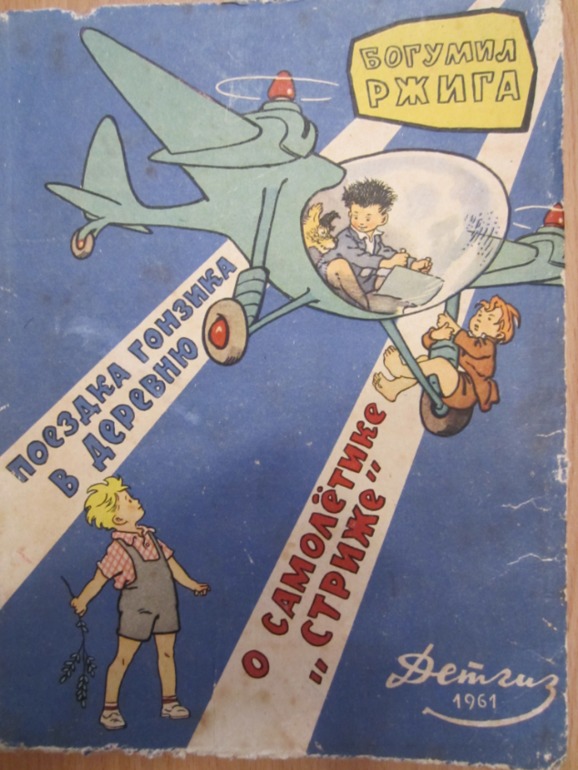 БОГУМИЛ
РЖИГА
ПОЕЗДКА ГОНЗИКА
В ДЕРЕВНЮ
О САМОЛЁТИКЕ
„СТРИЖЕ”
Детгиз
1961